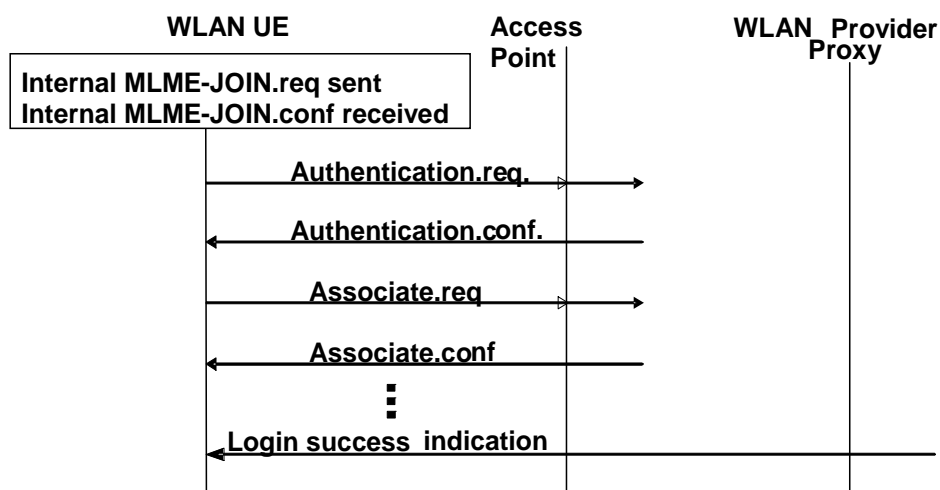 WLAN UE
Access
Point
WLAN Provider
Proxy
Internal MLME-JOIN.req sent
Internal MLME-JOIN.conf received
Authentication.req.
Authentication.conf.
Associate.req
Associate.conf
Login success indication